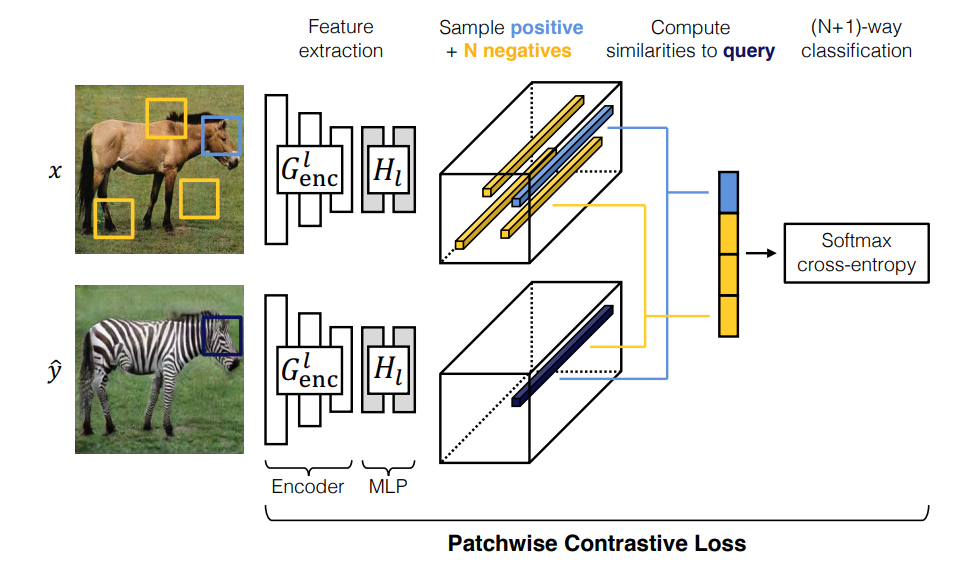 Feature
extraction
Sample positive
+ N negatives
Compute
similarities to query
(N+1)-way
classification
x
G^l_enc
H_l
Softmax
cross-entropy
ŷ
G^l_enc
H_l
Encoder
MLP
Patchwise Contrastive Loss